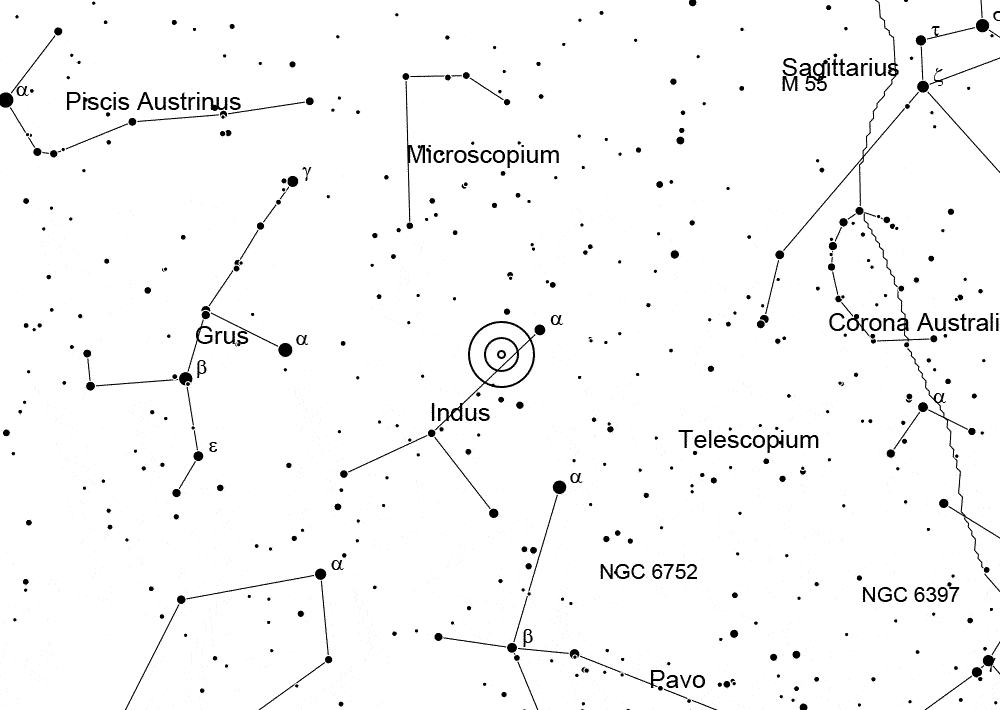 σ
τ
Sagittarius
ζ
M 55
α
Piscis Austrinus
Microscopium
γ
α
Corona Australi
Grus
α
β
α
Indus
Telescopium
ε
α
α
NGC 6752
NGC 6397
β
γ
Pavo